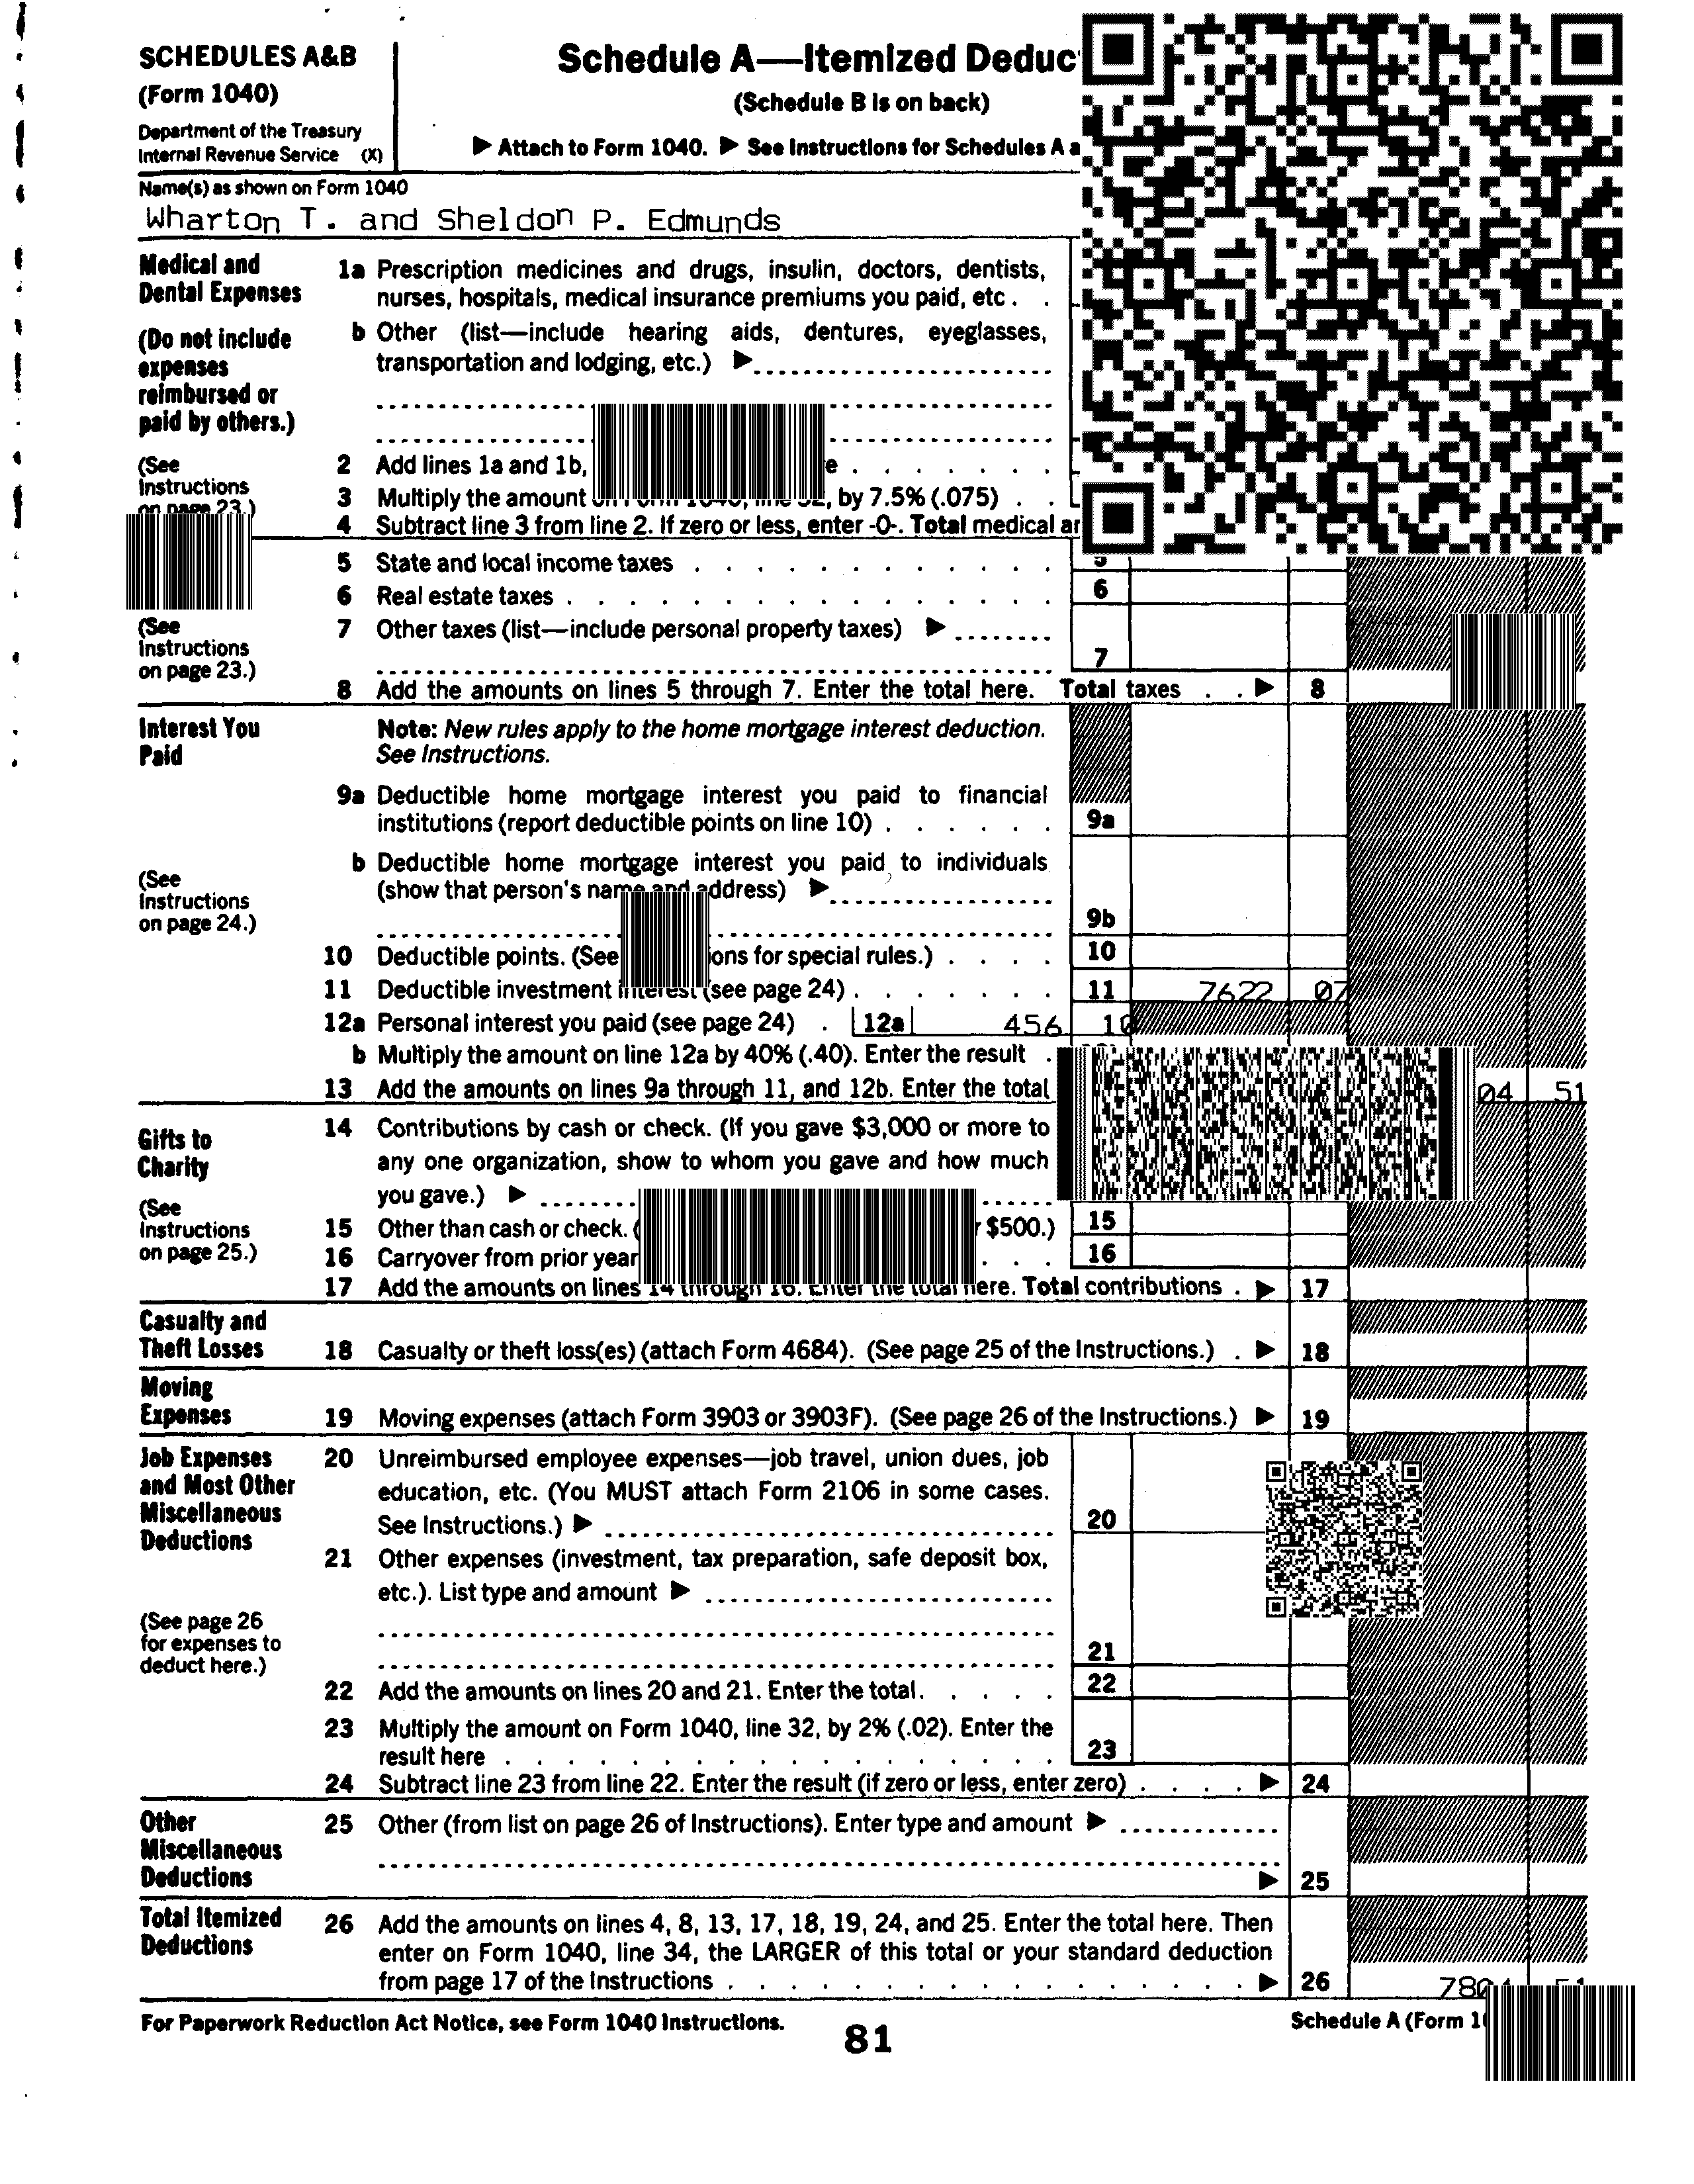 SCHEDULES A&B
(Form 1040)
Department of the Treasury
Internal Revenue Service (X)
Schedule A—Itemized
(Schedule B is on back)
▶ Attach to Form 1040. ▶ See Instructions for Schedules A
Name(s) as shown on Form 1040
Wharton T. and Sheldon P. Edmunds
Medical and
Dental Expenses
(Do not include
expenses
reimbursed or
paid by others.)
(See
Instructions
on page 23.)
1a Prescription medicines and drugs, insulin, doctors, dentists,
nurses, hospitals, medical insurance premiums you paid, etc. .
b Other (list—include hearing aids, dentures, eyeglasses,
transportation and lodging, etc.) ▶
2 Add lines 1a and 1b,
3 Multiply the amount on Form 1040, line 32, by 7.5% (.075) . .
4 Subtract line 3 from line 2. If zero or less, enter -0-. Total medical
5 State and local income taxes . . . . . . . . . . . . 5
6 Real estate taxes . . . . . . . . . . . . . . . . 6
(See
Instructions
on page 23.)
7 Other taxes (list—include personal property taxes) ▶
7
8 Add the amounts on lines 5 through 7. Enter the total here. Total taxes . . ▶ 8
Interest You
Paid
Note: New rules apply to the home mortgage interest deduction.
See Instructions.
9a Deductible home mortgage interest you paid to financial
institutions (report deductible points on line 10) . . . . . . 9a
b Deductible home mortgage interest you paid to individuals
(show that person's name and address) ▶
9b
(See
Instructions
on page 24.)
10 Deductible points. (See for special rules.) . . . . 10
11 Deductible investment interest (see page 24) . . . . . . . 11 7622 07
12a Personal interest you paid (see page 24) . 12a 456 10
b Multiply the amount on line 12a by 40% (.40). Enter the result .
13 Add the amounts on lines 9a through 11, and 12b. Enter the total 51
Gifts to
Charity
(See
Instructions
on page 25.)
14 Contributions by cash or check. (If you gave $3,000 or more to
any one organization, show to whom you gave and how much
you gave.) ▶
15 Other than cash or check. ( $500.) 15
16 Carryover from prior year . . . 16
17 Add the amounts on lines 14 through 16. Enter the total here. Total contributions . ▶ 17
Casualty and
Theft Losses
18 Casualty or theft loss(es) (attach Form 4684). (See page 25 of the Instructions.) . ▶ 18
Moving
Expenses
19 Moving expenses (attach Form 3903 or 3903F). (See page 26 of the Instructions.) ▶ 19
Job Expenses
and Most Other
Miscellaneous
Deductions
(See page 26
for expenses to
deduct here.)
20 Unreimbursed employee expenses—job travel, union dues, job
education, etc. (You MUST attach Form 2106 in some cases.
See Instructions.) ▶ 20
21 Other expenses (investment, tax preparation, safe deposit box,
etc.). List type and amount ▶
21
22 Add the amounts on lines 20 and 21. Enter the total. . . . . 22
23 Multiply the amount on Form 1040, line 32, by 2% (.02). Enter the
result here . . . . . . . . . . . . . . . . . . 23
24 Subtract line 23 from line 22. Enter the result (if zero or less, enter zero) . . . . ▶ 24
Other
Miscellaneous
Deductions
25 Other (from list on page 26 of Instructions). Enter type and amount ▶
▶ 25
Total Itemized
Deductions
26 Add the amounts on lines 4, 8, 13, 17, 18, 19, 24, and 25. Enter the total here. Then
enter on Form 1040, line 34, the LARGER of this total or your standard deduction
from page 17 of the Instructions . . . . . . . . . . . . . . . . . ▶ 26
For Paperwork Reduction Act Notice, see Form 1040 Instructions.
81
Schedule A (Form